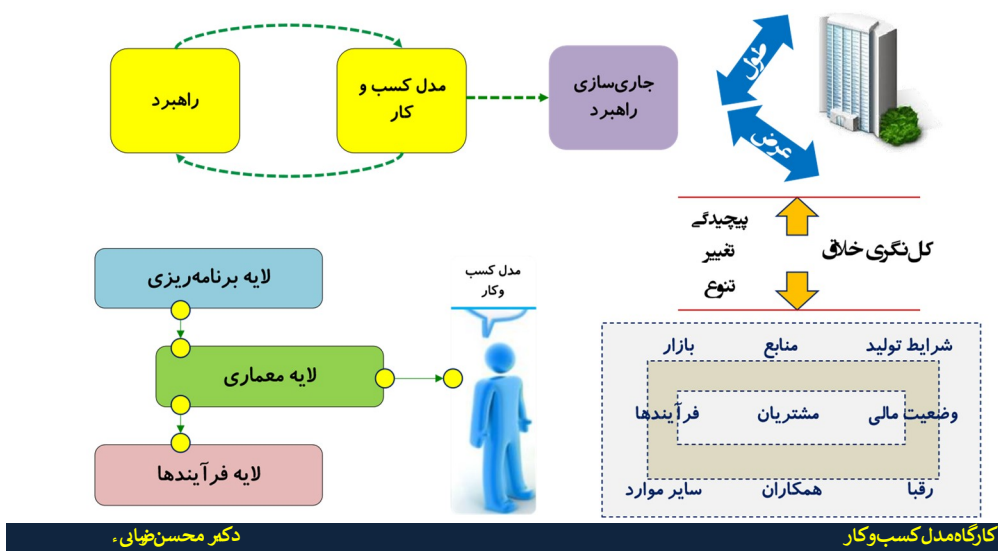 راهبرد
مدل کسب و
کار
جاری‌سازی
راهبرد
طول
عرض
پیچیدگی
تغییر
تنوع
کل‌نگری خلاق
لایه برنامه‌ریزی
لایه معماری
لایه فرآیندها
مدل کسب
وکار
شرایط تولید منابع بازار
وضعیت مالی مشتریان فرآیندها
رقبا همکاران سایر موارد
کارگاه مدل کسب‌وکار
دکتر محسن